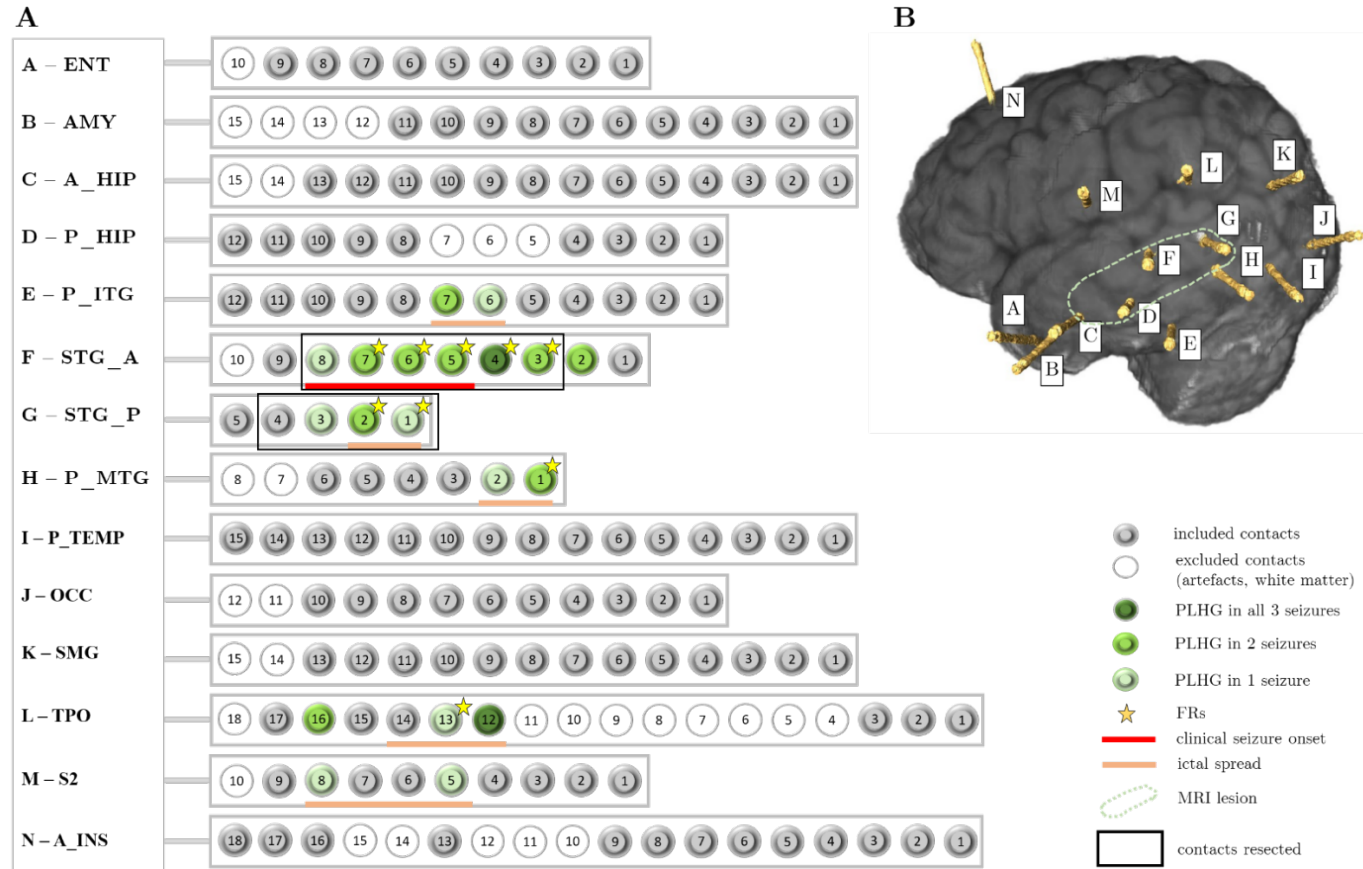 A
B
A – ENT
10 9 8 7 6 5 4 3 2 1
B – AMY
15 14 13 12 11 10 9 8 7 6 5 4 3 2 1
C – A_HIP
15 14 13 12 11 10 9 8 7 6 5 4 3 2 1
D – P_HIP
12 11 10 9 8 7 6 5 4 3 2 1
E – P_ITG
12 11 10 9 8 7 6 5 4 3 2 1
F – STG_A
10 9 8 7 6 5 4 3 2 1
G – STG_P
5 4 3 2 1
H – P_MTG
8 7 6 5 4 3 2 1
I – P_TEMP
15 14 13 12 11 10 9 8 7 6 5 4 3 2 1
J – OCC
12 11 10 9 8 7 6 5 4 3 2 1
K – SMG
15 14 13 12 11 10 9 8 7 6 5 4 3 2 1
L – TPO
18 17 16 15 14 13 12 11 10 9 8 7 6 5 4 3 2 1
M – S2
10 9 8 7 6 5 4 3 2 1
N – A_INS
18 17 16 15 14 13 12 11 10 9 8 7 6 5 4 3 2 1
N
K
L
M
G
J
F
H
I
A
D
C
E
B
included contacts
excluded contacts
(artefacts, white matter)
PLHG in all 3 seizures
PLHG in 2 seizures
PLHG in 1 seizure
FRs
clinical seizure onset
ictal spread
MRI lesion
contacts resected